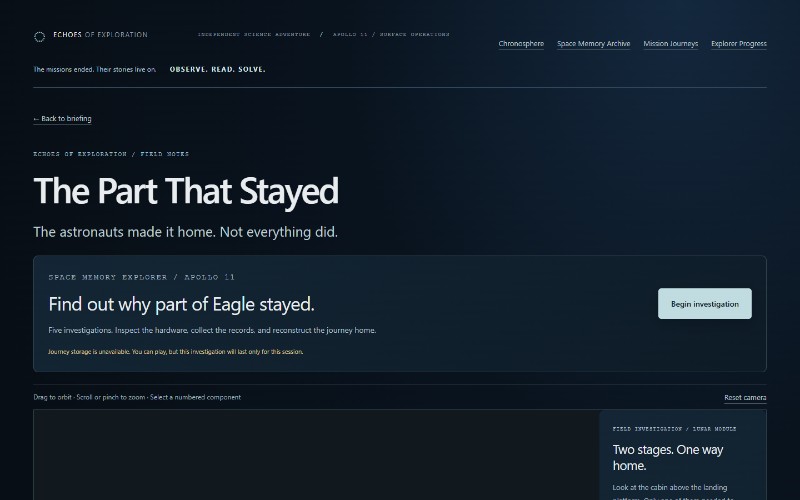 ECHOES OF EXPLORATION
INDEPENDENT SCIENCE ADVENTURE / APOLLO 11 / SURFACE OPERATIONS
Chronosphere Space Memory Archive Mission Journeys Explorer Progress
The missions ended. Their stories live on. OBSERVE. READ. SOLVE.
← Back to briefing
ECHOES OF EXPLORATION / FIELD NOTES
The Part That Stayed
The astronauts made it home. Not everything did.
SPACE MEMORY EXPLORER / APOLLO 11
Find out why part of Eagle stayed.
Five investigations. Inspect the hardware, collect the records, and reconstruct the journey home.
Journey storage is unavailable. You can play, but this investigation will last only for this session.
Begin investigation
Drag to orbit · Scroll or pinch to zoom · Select a numbered component
Reset camera
FIELD INVESTIGATION / LUNAR MODULE
Two stages. One way
home.
Look at the cabin above the landing